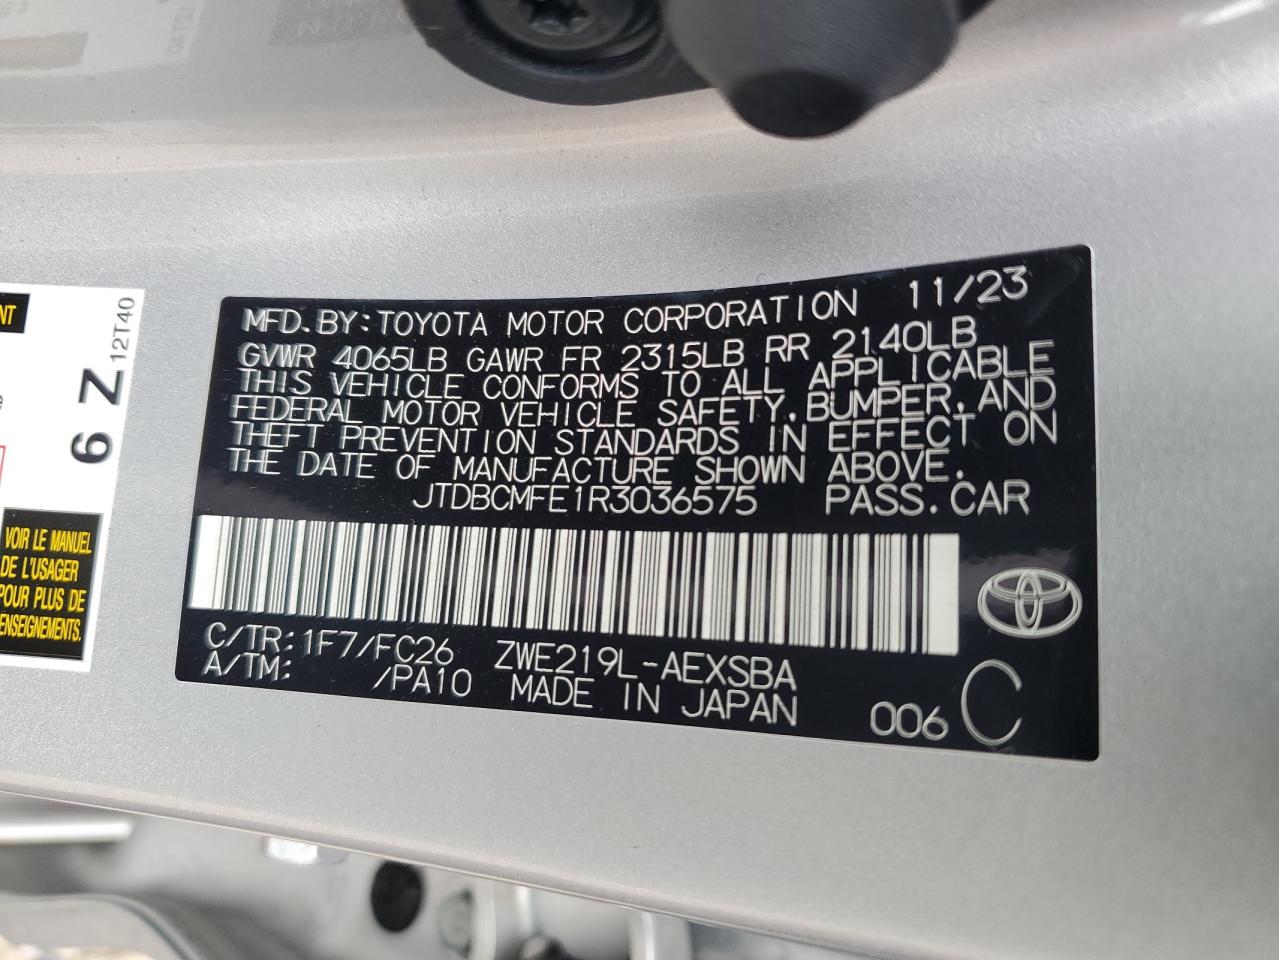 MFD.BY:TOYOTA MOTOR CORPORATION 11/23
GVWR 4065LB GAWR FR 2315LB RR 2140LB
THIS VEHICLE CONFORMS TO ALL APPLICABLE
FEDERAL MOTOR VEHICLE SAFETY,BUMPER,AND
THEFT PREVENTION STANDARDS IN EFFECT ON
THE DATE OF MANUFACTURE SHOWN ABOVE.
JTDBCMFE1R3036575 PASS.CAR
C/TR:1F7/FC26 ZWE219L-AEXSBA
A/TM: /PA10 MADE IN JAPAN 006 C
NT
6 Z 12T40
VOIR LE MANUEL
DE L'USAGER
POUR PLUS DE